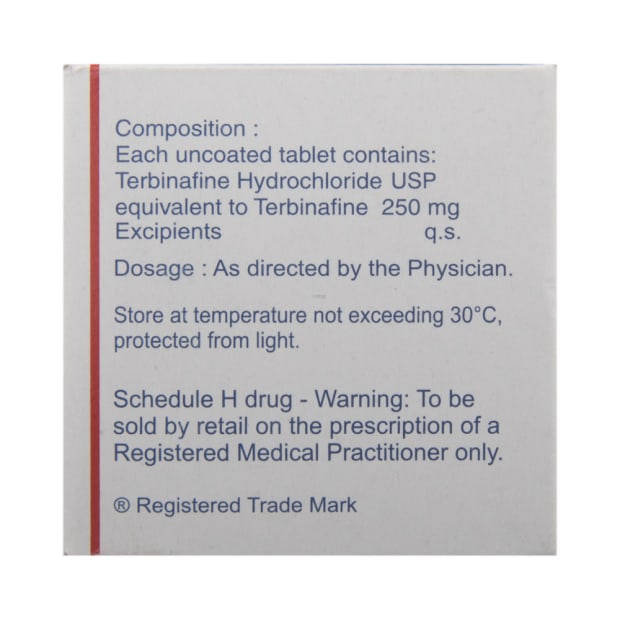 Composition :
Each uncoated tablet contains:
Terbinafine Hydrochloride USP
equivalent to Terbinafine 250 mg
Excipients q.s.
Dosage : As directed by the Physician.
Store at temperature not exceeding 30°C,
protected from light.
Schedule H drug - Warning: To be
sold by retail on the prescription of a
Registered Medical Practitioner only.
® Registered Trade Mark